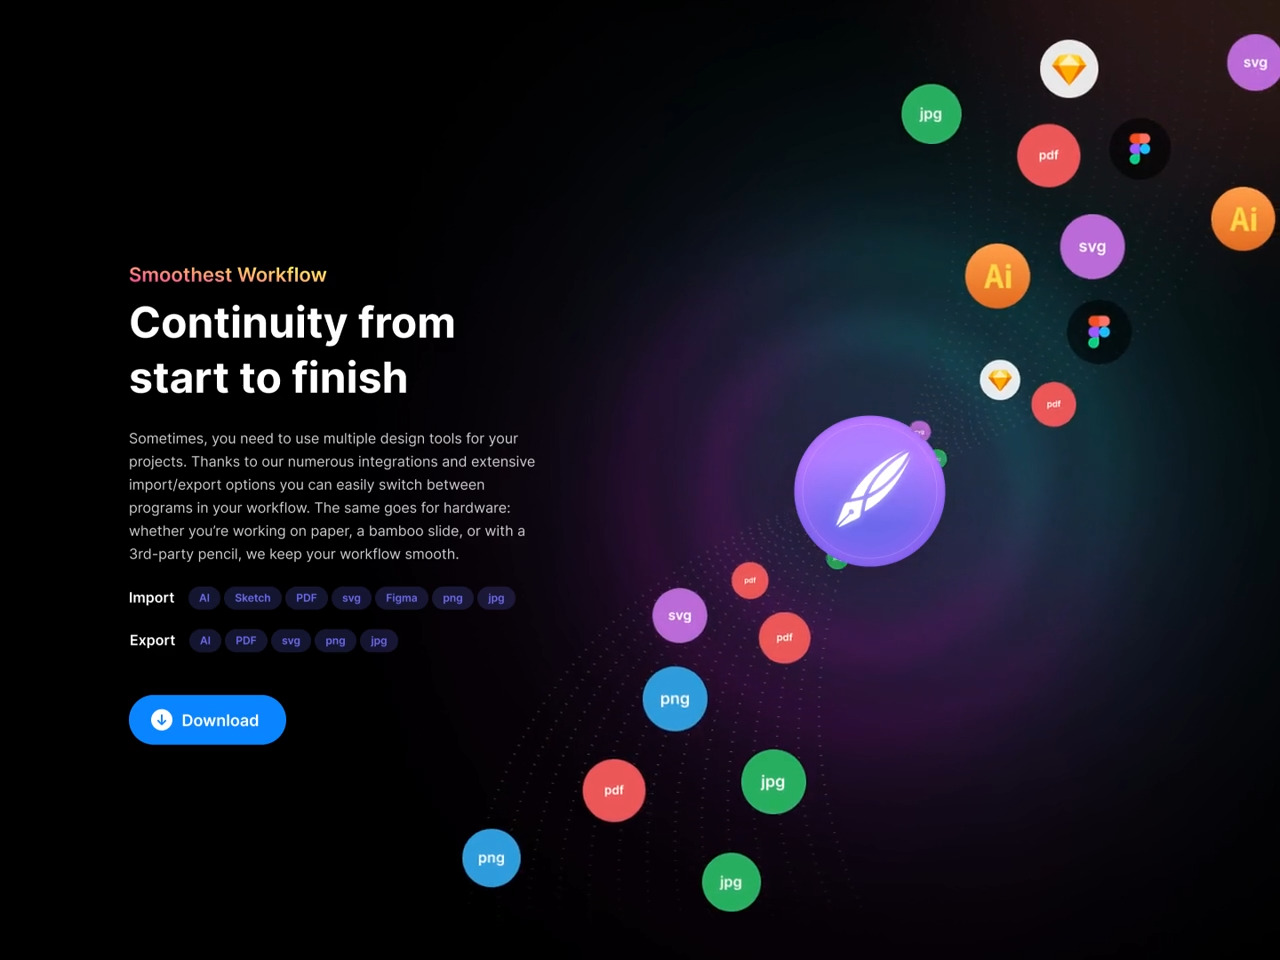 Smoothest Workflow
Continuity from
start to finish
Sometimes, you need to use multiple design tools for your
projects. Thanks to our numerous integrations and extensive
import/export options you can easily switch between
programs in your workflow. The same goes for hardware:
whether you’re working on paper, a bamboo slide, or with a
3rd-party pencil, we keep your workflow smooth.
Import AI Sketch PDF svg Figma png jpg
Export AI PDF svg png jpg
Download
svg
jpg
pdf
Ai
svg
Ai
pdf
pdf
svg
pdf
png
jpg
pdf
png
jpg